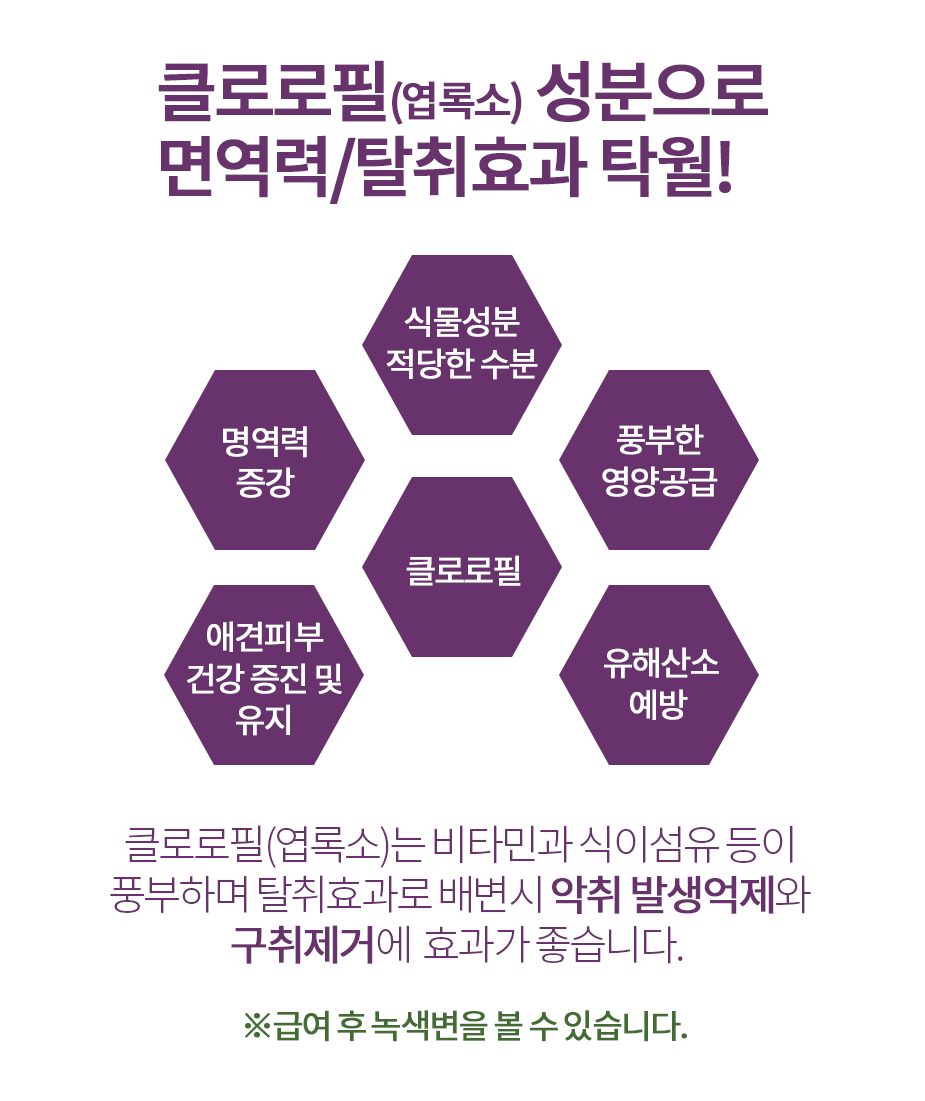 클로로필(엽록소) 성분으로
면역력/탈취효과 탁월!
식물성분
적당한 수분
명역력
증강
풍부한
영양공급
클로로필
애견피부
건강 증진 및
유지
유해산소
예방
클로로필(엽록소)는 비타민과 식이섬유 등이
풍부하며 탈취효과로 배변시 악취 발생억제와
구취제거에 효과가 좋습니다.
※급여 후 녹색변을 볼 수 있습니다.